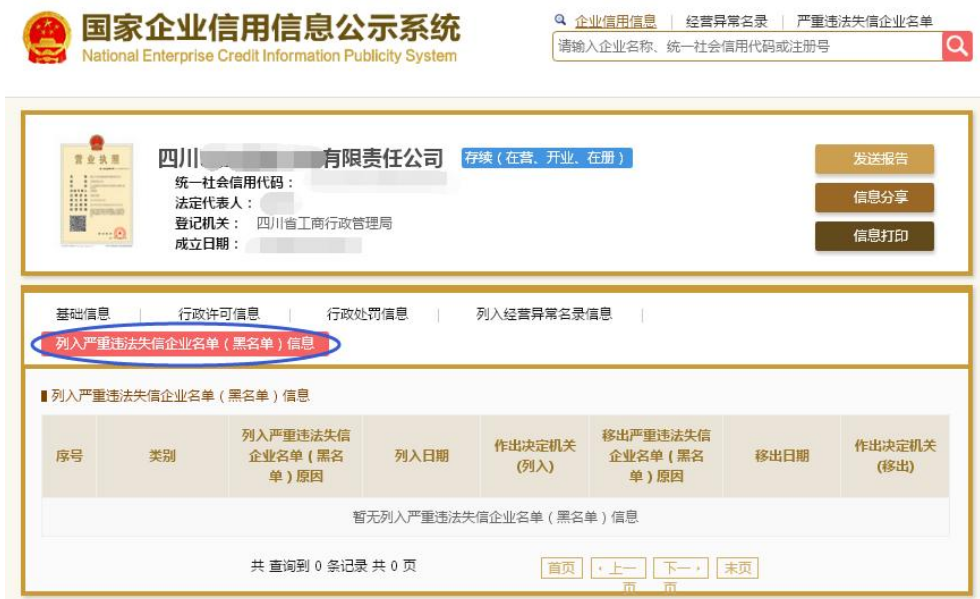 国家企业信用信息公示系统
National Enterprise Credit Information Publicity System
企业信用信息 | 经营异常名录 | 严重违法失信企业名单
请输入企业名称、统一社会信用代码或注册号
营业执照
四川 有限责任公司 存续(在营、开业、在册)
统一社会信用代码:
法定代表人:
登记机关: 四川省工商行政管理局
成立日期:
发送报告
信息分享
信息打印
基础信息 | 行政许可信息 | 行政处罚信息 | 列入经营异常名录信息 |
列入严重违法失信企业名单(黑名单)信息
列入严重违法失信企业名单(黑名单)信息
序号
类别
列入严重违法失信
企业名单(黑名
单)原因
列入日期
作出决定机关
(列入)
移出严重违法失信
企业名单(黑名
单)原因
移出日期
作出决定机关
(移出)
暂无列入严重违法失信企业名单(黑名单)信息
共 查询到 0 条记录 共 0 页
首页
上一
页
下一
页
末页